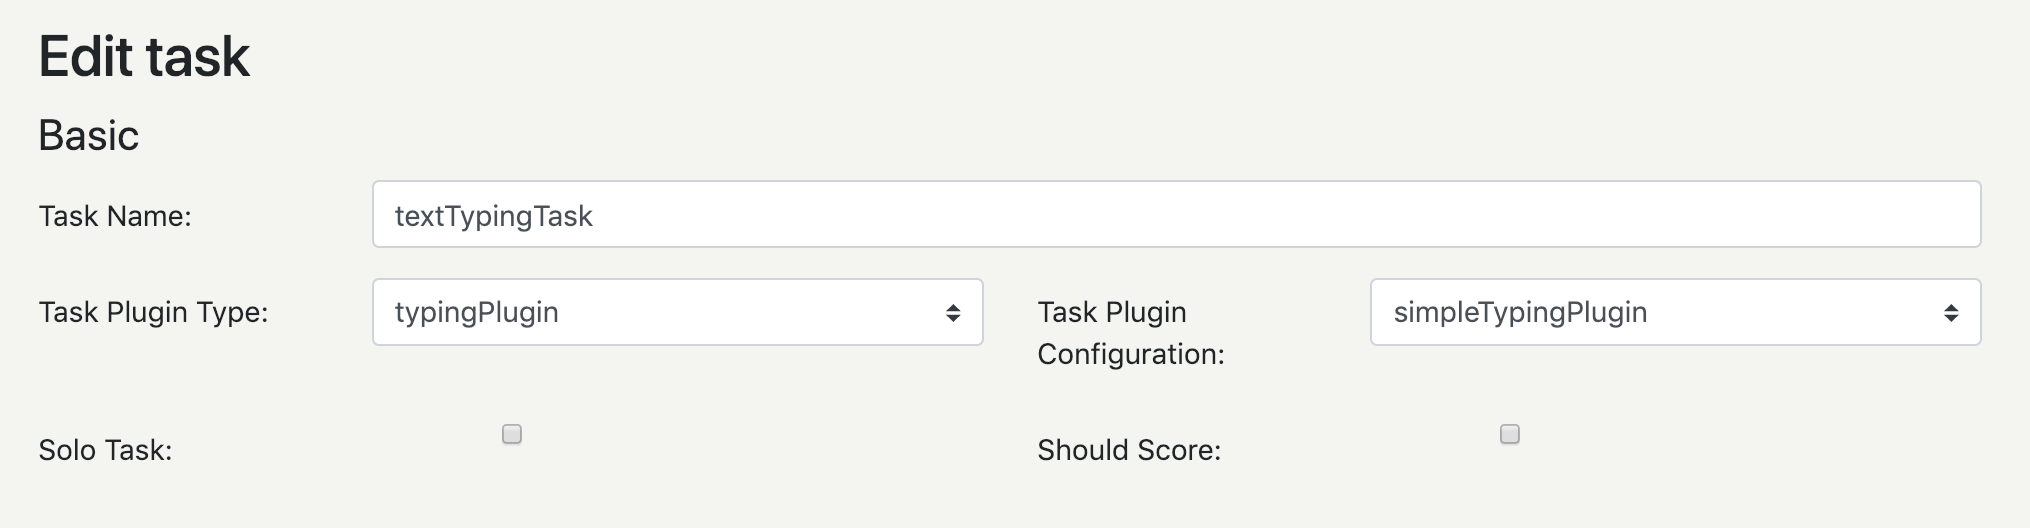 Edit task
Basic
Task Name: textTypingTask
Task Plugin Type: typingPlugin Task Plugin simpleTypingPlugin
Configuration:
Solo Task: Should Score: